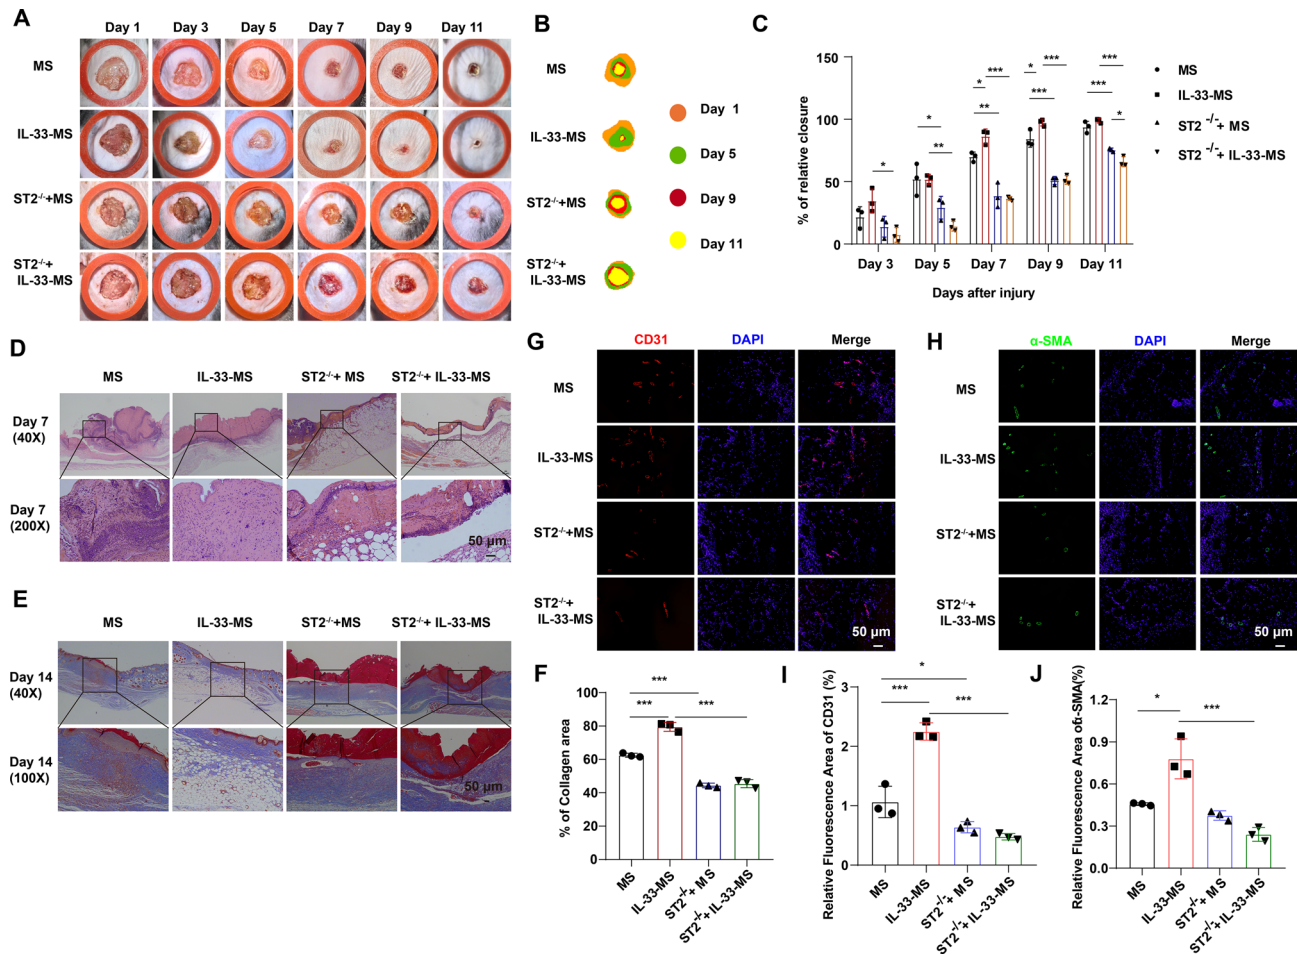 A
Day 1 Day 3 Day 5 Day 7 Day 9 Day 11
MS
IL-33-MS
ST2⁻/⁻+MS
ST2⁻/⁻+
IL-33-MS
B
MS
IL-33-MS
ST2⁻/⁻+MS
ST2⁻/⁻+
IL-33-MS
Day 1
Day 5
Day 9
Day 11
C
% of relative closure
150
100
50
0
* * ** * *** ** * *** *** *** *** *
Day 3 Day 5 Day 7 Day 9 Day 11
Days after injury
MS
IL-33-MS
ST2 ⁻/⁻+ MS
ST2 ⁻/⁻+ IL-33-MS
D
MS IL-33-MS ST2⁻/⁻+ MS ST2⁻/⁻+ IL-33-MS
Day 7
(40X)
Day 7
(200X)
50 μm
E
MS IL-33-MS ST2⁻/⁻+MS ST2⁻/⁻+ IL-33-MS
Day 14
(40X)
Day 14
(100X)
50 μm
G
CD31 DAPI Merge
MS
IL-33-MS
ST2⁻/⁻+MS
ST2⁻/⁻+
IL-33-MS
50 μm
H
α-SMA DAPI Merge
MS
IL-33-MS
ST2⁻/⁻+MS
ST2⁻/⁻+
IL-33-MS
50 μm
F
% of Collagen area
100
80
60
40
20
0
***
*** ***
MS IL-33-MS ST2⁻/⁻+ MS ST2⁻/⁻+ IL-33-MS
I
Relative Fluorescence Area of CD31 (%)
3
2
1
0
*
*** ***
MS IL-33-MS ST2⁻/⁻+ MS ST2⁻/⁻+ IL-33-MS
J
Relative Fluorescence Area of α-SMA(%)
1.2
0.9
0.6
0.3
0.0
* ***
MS IL-33-MS ST2⁻/⁻+ MS ST2⁻/⁻+ IL-33-MS